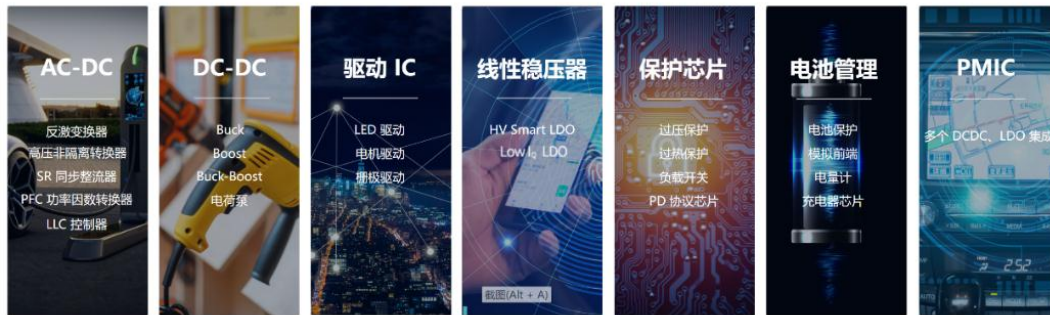 AC-DC
反激变换器
高压非隔离转换器
SR 同步整流器
PFC 功率因数转换器
LLC 控制器
DC-DC
Buck
Boost
Buck-Boost
电荷泵
驱动 IC
LED 驱动
电机驱动
栅极驱动
线性稳压器
HV Smart LDO
Low IQ LDO
截图(Alt + A)
保护芯片
过压保护
过热保护
负载开关
PD 协议芯片
电池管理
电池保护
模拟前端
电量计
充电器芯片
PMIC
多个 DCDC、LDO 集成
252